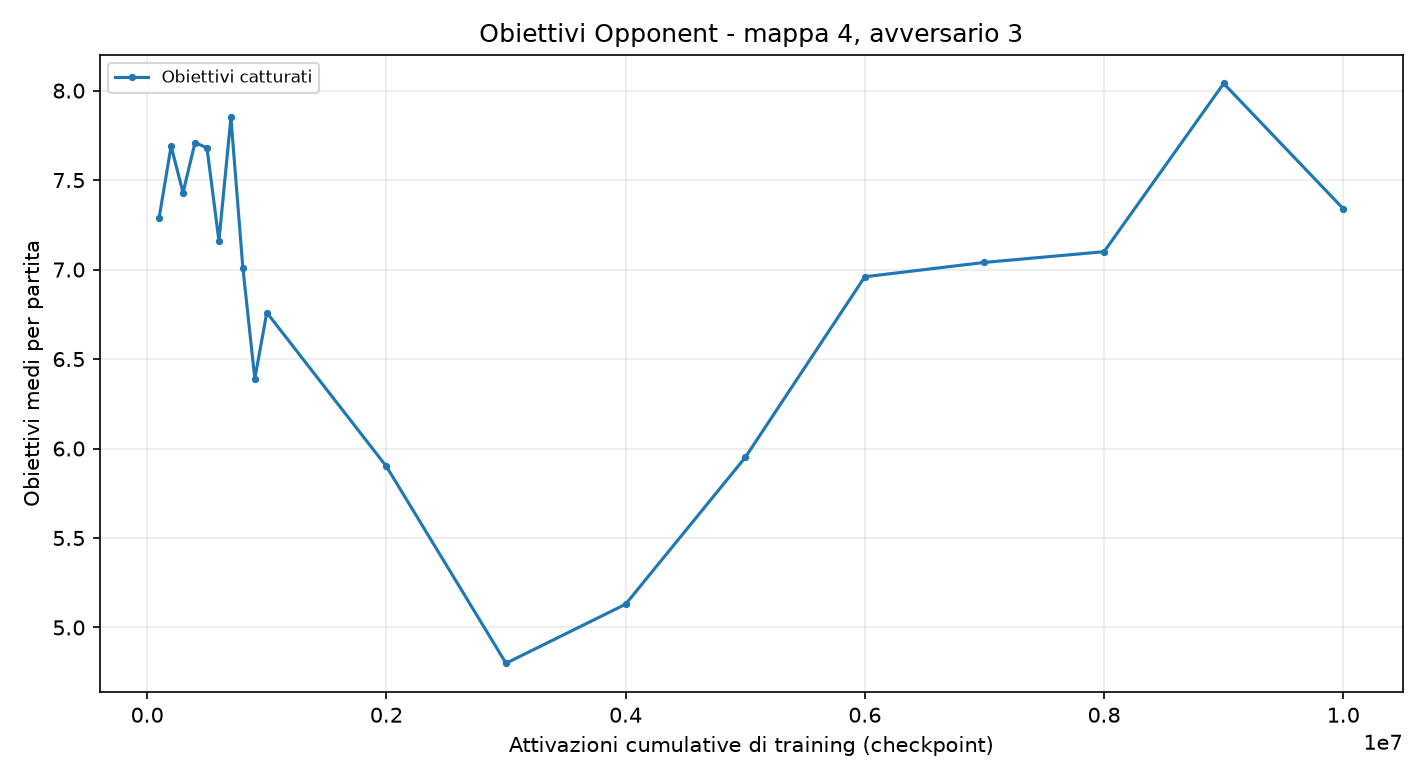 Obiettivi Opponent - mappa 4, avversario 3
Obiettivi catturati
Obiettivi medi per partita
8.0
7.5
7.0
6.5
6.0
5.5
5.0
0.0 0.2 0.4 0.6 0.8 1.0
1e7
Attivazioni cumulative di training (checkpoint)